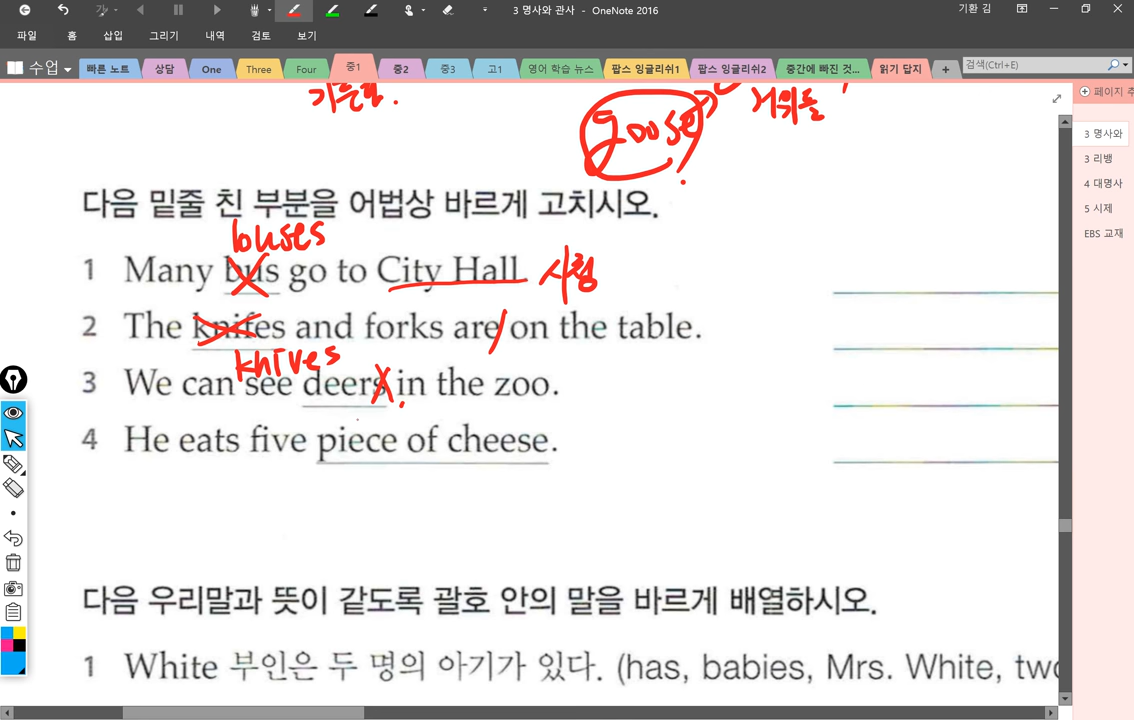 3 명사와 관사 - OneNote 2016
기환 김
파일 홈 삽입 그리기 내역 검토 보기
수업 빠른 노트 상담 One Three Four 중1 중2 중3 고1 영어 학습 뉴스 팝스 잉글리쉬1 팝스 잉글리쉬2 중간에 빠진 것... 읽기 답지 + 검색(Ctrl+E)
페이지 추
3 명사와
3 리뱅
4 대명사
5 시제
EBS 교재
goose
거위들
다음 밑줄 친 부분을 어법상 바르게 고치시오.
buses
1 Many bus go to City Hall. 시청
2 The knifes and forks are on the table.
knives
3 We can see deers in the zoo.
4 He eats five piece of cheese.
다음 우리말과 뜻이 같도록 괄호 안의 말을 바르게 배열하시오.
1 White 부인은 두 명의 아기가 있다. (has, babies, Mrs. White, two